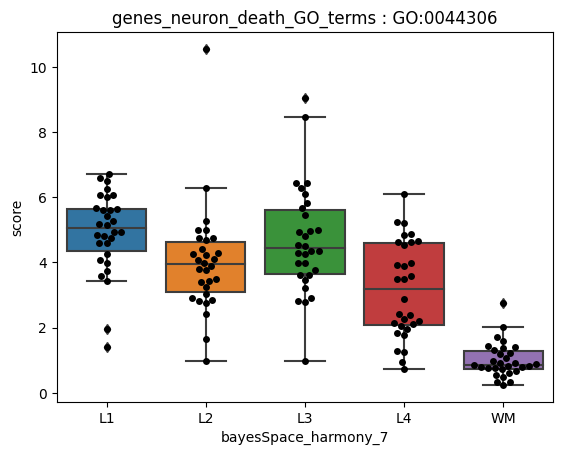 genes_neuron_death_GO_terms : GO:0044306
score
10
8
6
4
2
0
L1 L2 L3 L4 WM
bayesSpace_harmony_7